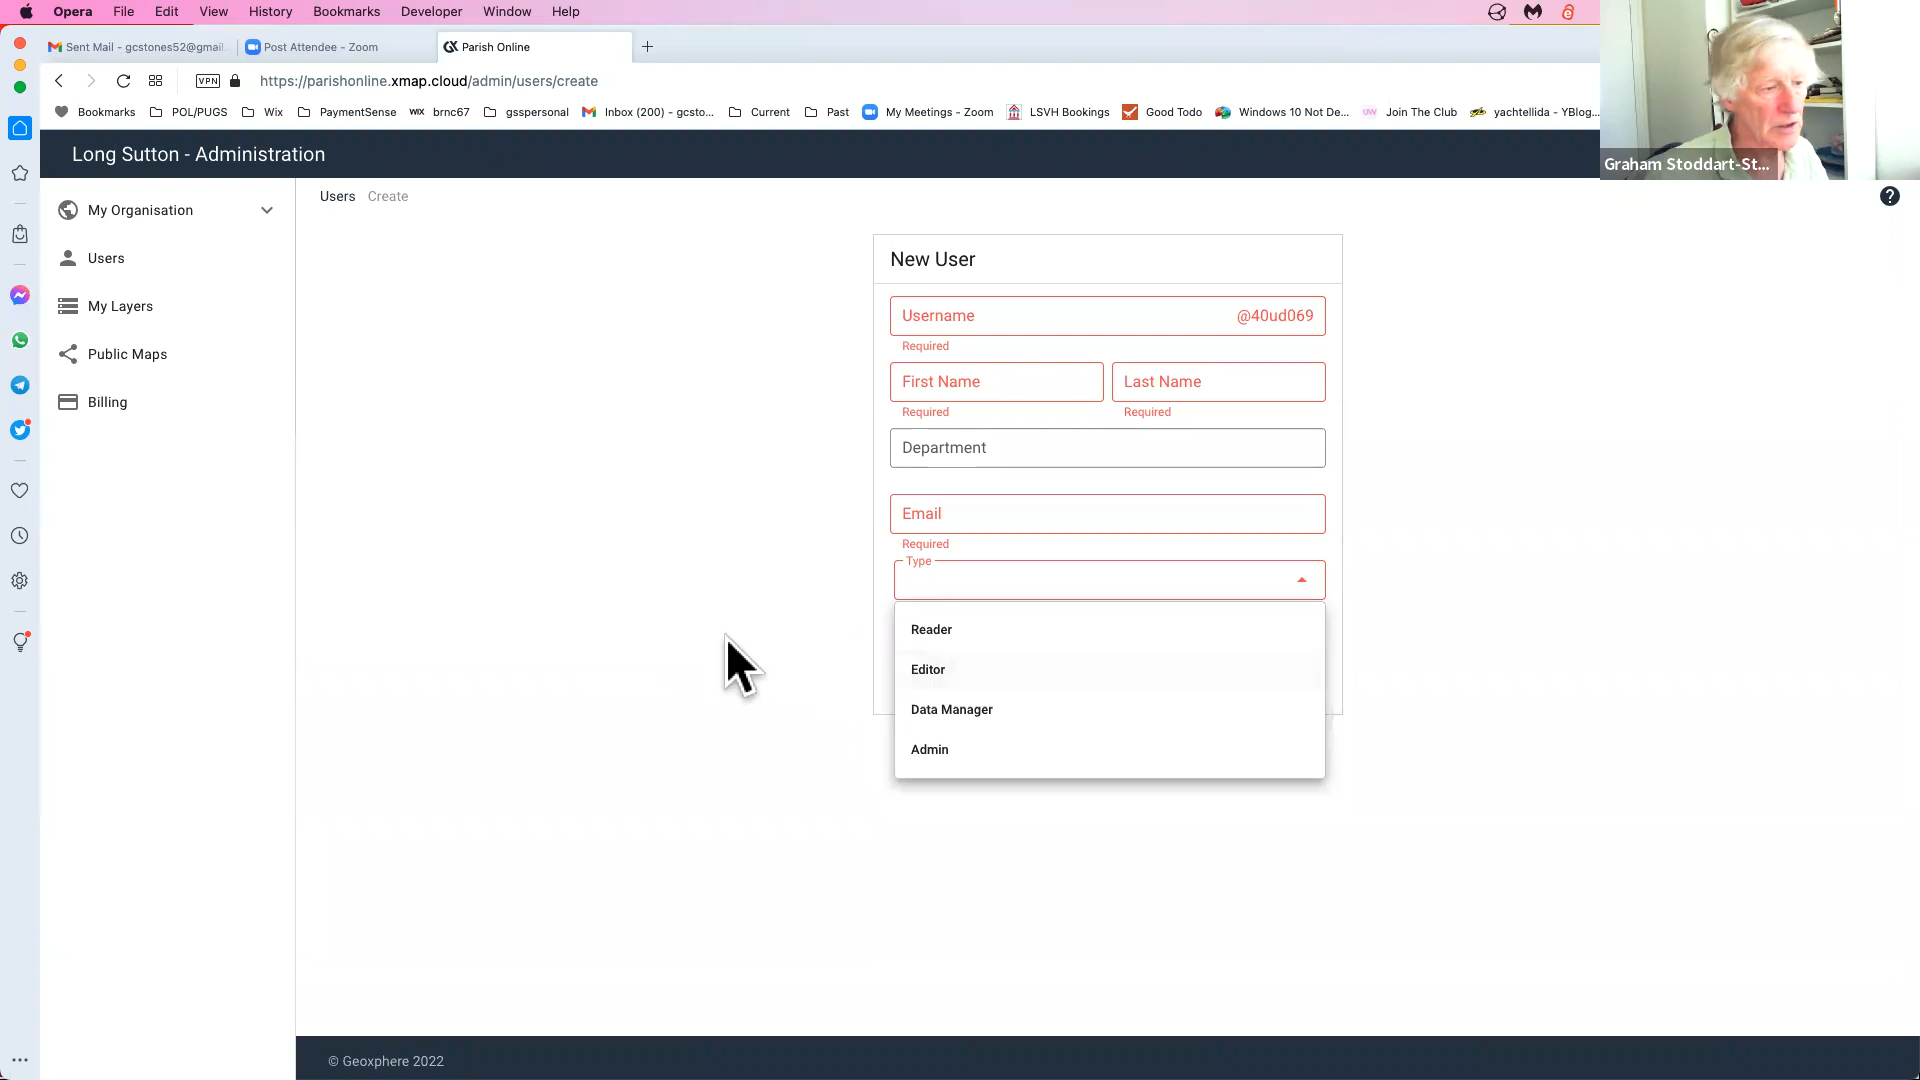 Opera File Edit View History Bookmarks Developer Window Help
Sent Mail - gcstones52@gmail. Post Attendee - Zoom Parish Online
VPN https://parishonline.xmap.cloud/admin/users/create
Bookmarks POL/PUGS Wix PaymentSense WIX brnc67 gsspersonal Inbox (200) - gcsto... Current Past My Meetings - Zoom LSVH Bookings Good Todo Windows 10 Not De... UW Join The Club yachtellida - YBlog...
Graham Stoddart-St...
Long Sutton - Administration
My Organisation
Users
My Layers
Public Maps
Billing
Users Create
New User
Username @40ud069
Required
First Name Last Name
Required Required
Department
Email
Required
Type
Reader
Editor
Data Manager
Admin
© Geoxphere 2022